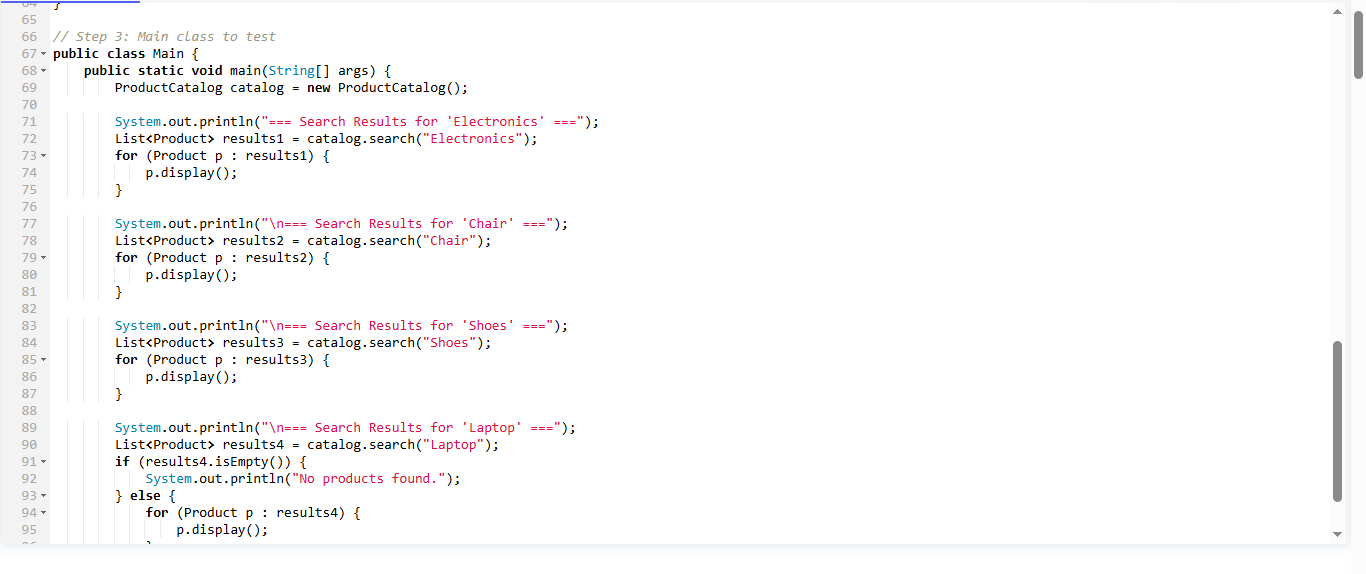 64 }
65
66 // Step 3: Main class to test
67 public class Main {
68 public static void main(String[] args) {
69 ProductCatalog catalog = new ProductCatalog();
70
71 System.out.println("=== Search Results for 'Electronics' ===");
72 List<Product> results1 = catalog.search("Electronics");
73 for (Product p : results1) {
74 p.display();
75 }
76
77 System.out.println("\n=== Search Results for 'Chair' ===");
78 List<Product> results2 = catalog.search("Chair");
79 for (Product p : results2) {
80 p.display();
81 }
82
83 System.out.println("\n=== Search Results for 'Shoes' ===");
84 List<Product> results3 = catalog.search("Shoes");
85 for (Product p : results3) {
86 p.display();
87 }
88
89 System.out.println("\n=== Search Results for 'Laptop' ===");
90 List<Product> results4 = catalog.search("Laptop");
91 if (results4.isEmpty()) {
92 System.out.println("No products found.");
93 } else {
94 for (Product p : results4) {
95 p.display();